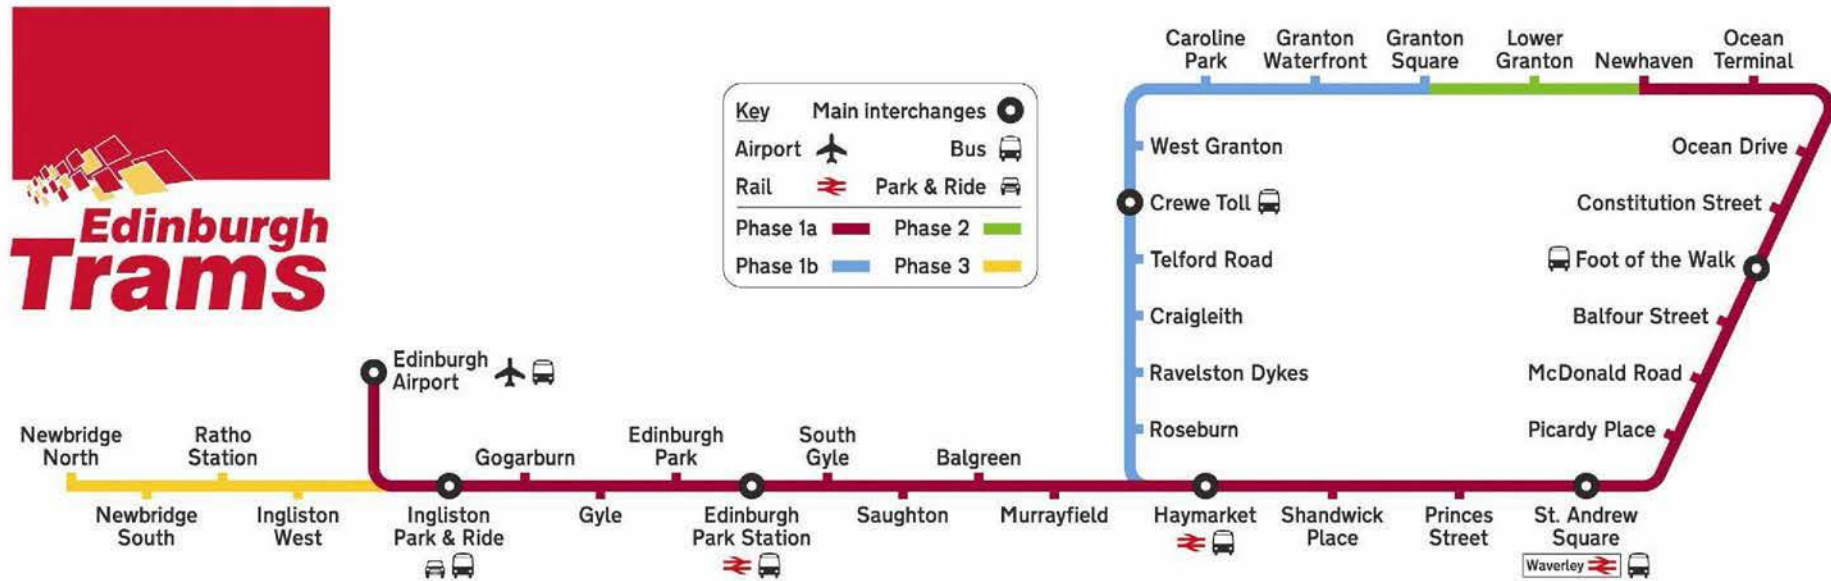 Edinburgh
Trams
Key Main interchanges
Airport Bus
Rail Park & Ride
Phase 1a Phase 2
Phase 1b Phase 3
Caroline
Park
Granton
Waterfront
Granton
Square
Lower
Granton
Newhaven
Ocean
Terminal
West Granton
Crewe Toll
Telford Road
Craigleith
Ravelston Dykes
Roseburn
Ocean Drive
Constitution Street
Foot of the Walk
Balfour Street
McDonald Road
Picardy Place
Edinburgh
Airport
Newbridge
North
Ratho
Station
Gogarburn
Edinburgh
Park
South
Gyle
Balgreen
Newbridge
South
Ingliston
West
Ingliston
Park & Ride
Gyle
Edinburgh
Park Station
Saughton
Murrayfield
Haymarket
Shandwick
Place
Princes
Street
St. Andrew
Square
Waverley